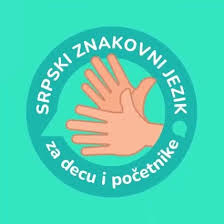 SRPSKI ZNAKOVNI JEZIK
za decu i početnike